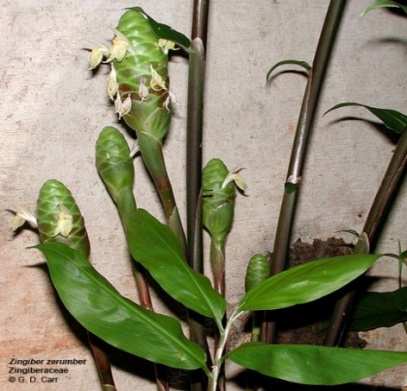 Zingiber zerumbet
Zingiberaceae
© G. D. Carr